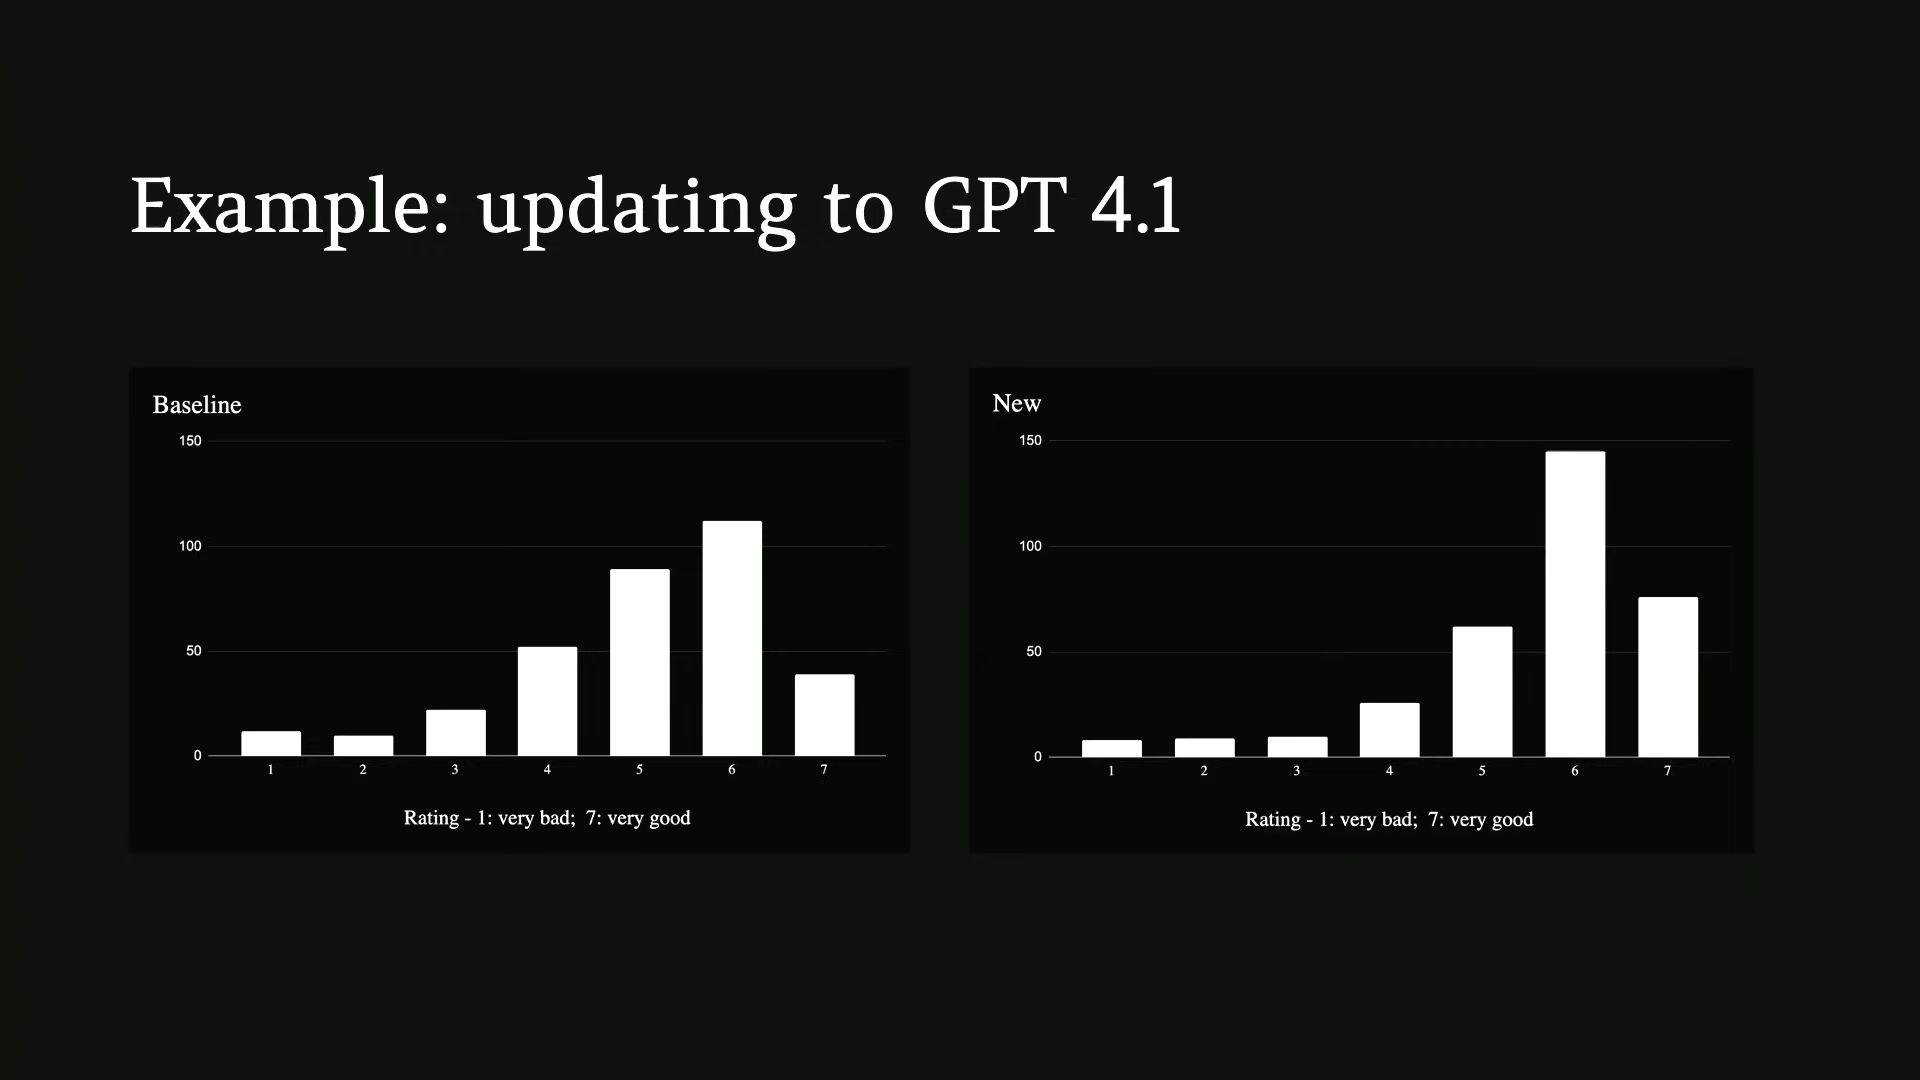 Example: updating to GPT 4.1
Baseline
150
100
50
0
1 2 3 4 5 6 7
Rating - 1: very bad;  7: very good
New
150
100
50
0
1 2 3 4 5 6 7
Rating - 1: very bad;  7: very good